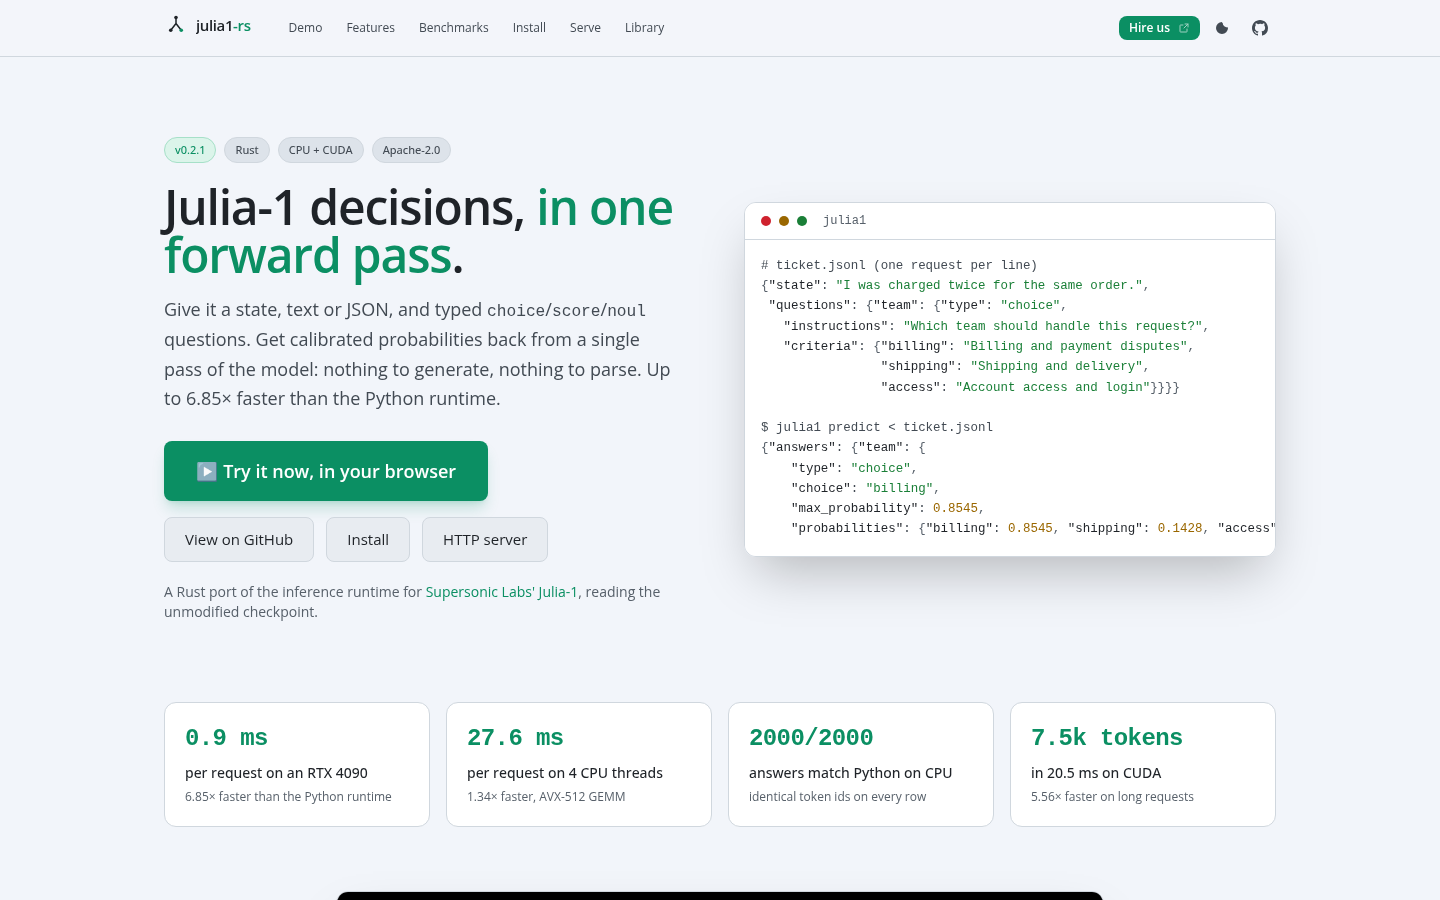 julia1-rs
Demo
Features
Benchmarks
Install
Serve
Library
Hire us
v0.2.1
Rust
CPU + CUDA
Apache-2.0
Julia-1 decisions, in one
forward pass.
Give it a state, text or JSON, and typed choice/score/noul
questions. Get calibrated probabilities back from a single
pass of the model: nothing to generate, nothing to parse. Up
to 6.85× faster than the Python runtime.
Try it now, in your browser
View on GitHub
Install
HTTP server
A Rust port of the inference runtime for Supersonic Labs' Julia-1, reading the
unmodified checkpoint.
julia1
# ticket.jsonl (one request per line)
{"state": "I was charged twice for the same order.",
"questions": {"team": {"type": "choice",
"instructions": "Which team should handle this request?",
"criteria": {"billing": "Billing and payment disputes",
"shipping": "Shipping and delivery",
"access": "Account access and login"}}}}
$ julia1 predict < ticket.jsonl
{"answers": {"team": {
"type": "choice",
"choice": "billing",
"max_probability": 0.8545,
"probabilities": {"billing": 0.8545, "shipping": 0.1428, "access"
0.9 ms
per request on an RTX 4090
6.85× faster than the Python runtime
27.6 ms
per request on 4 CPU threads
1.34× faster, AVX-512 GEMM
2000/2000
answers match Python on CPU
identical token ids on every row
7.5k tokens
in 20.5 ms on CUDA
5.56× faster on long requests